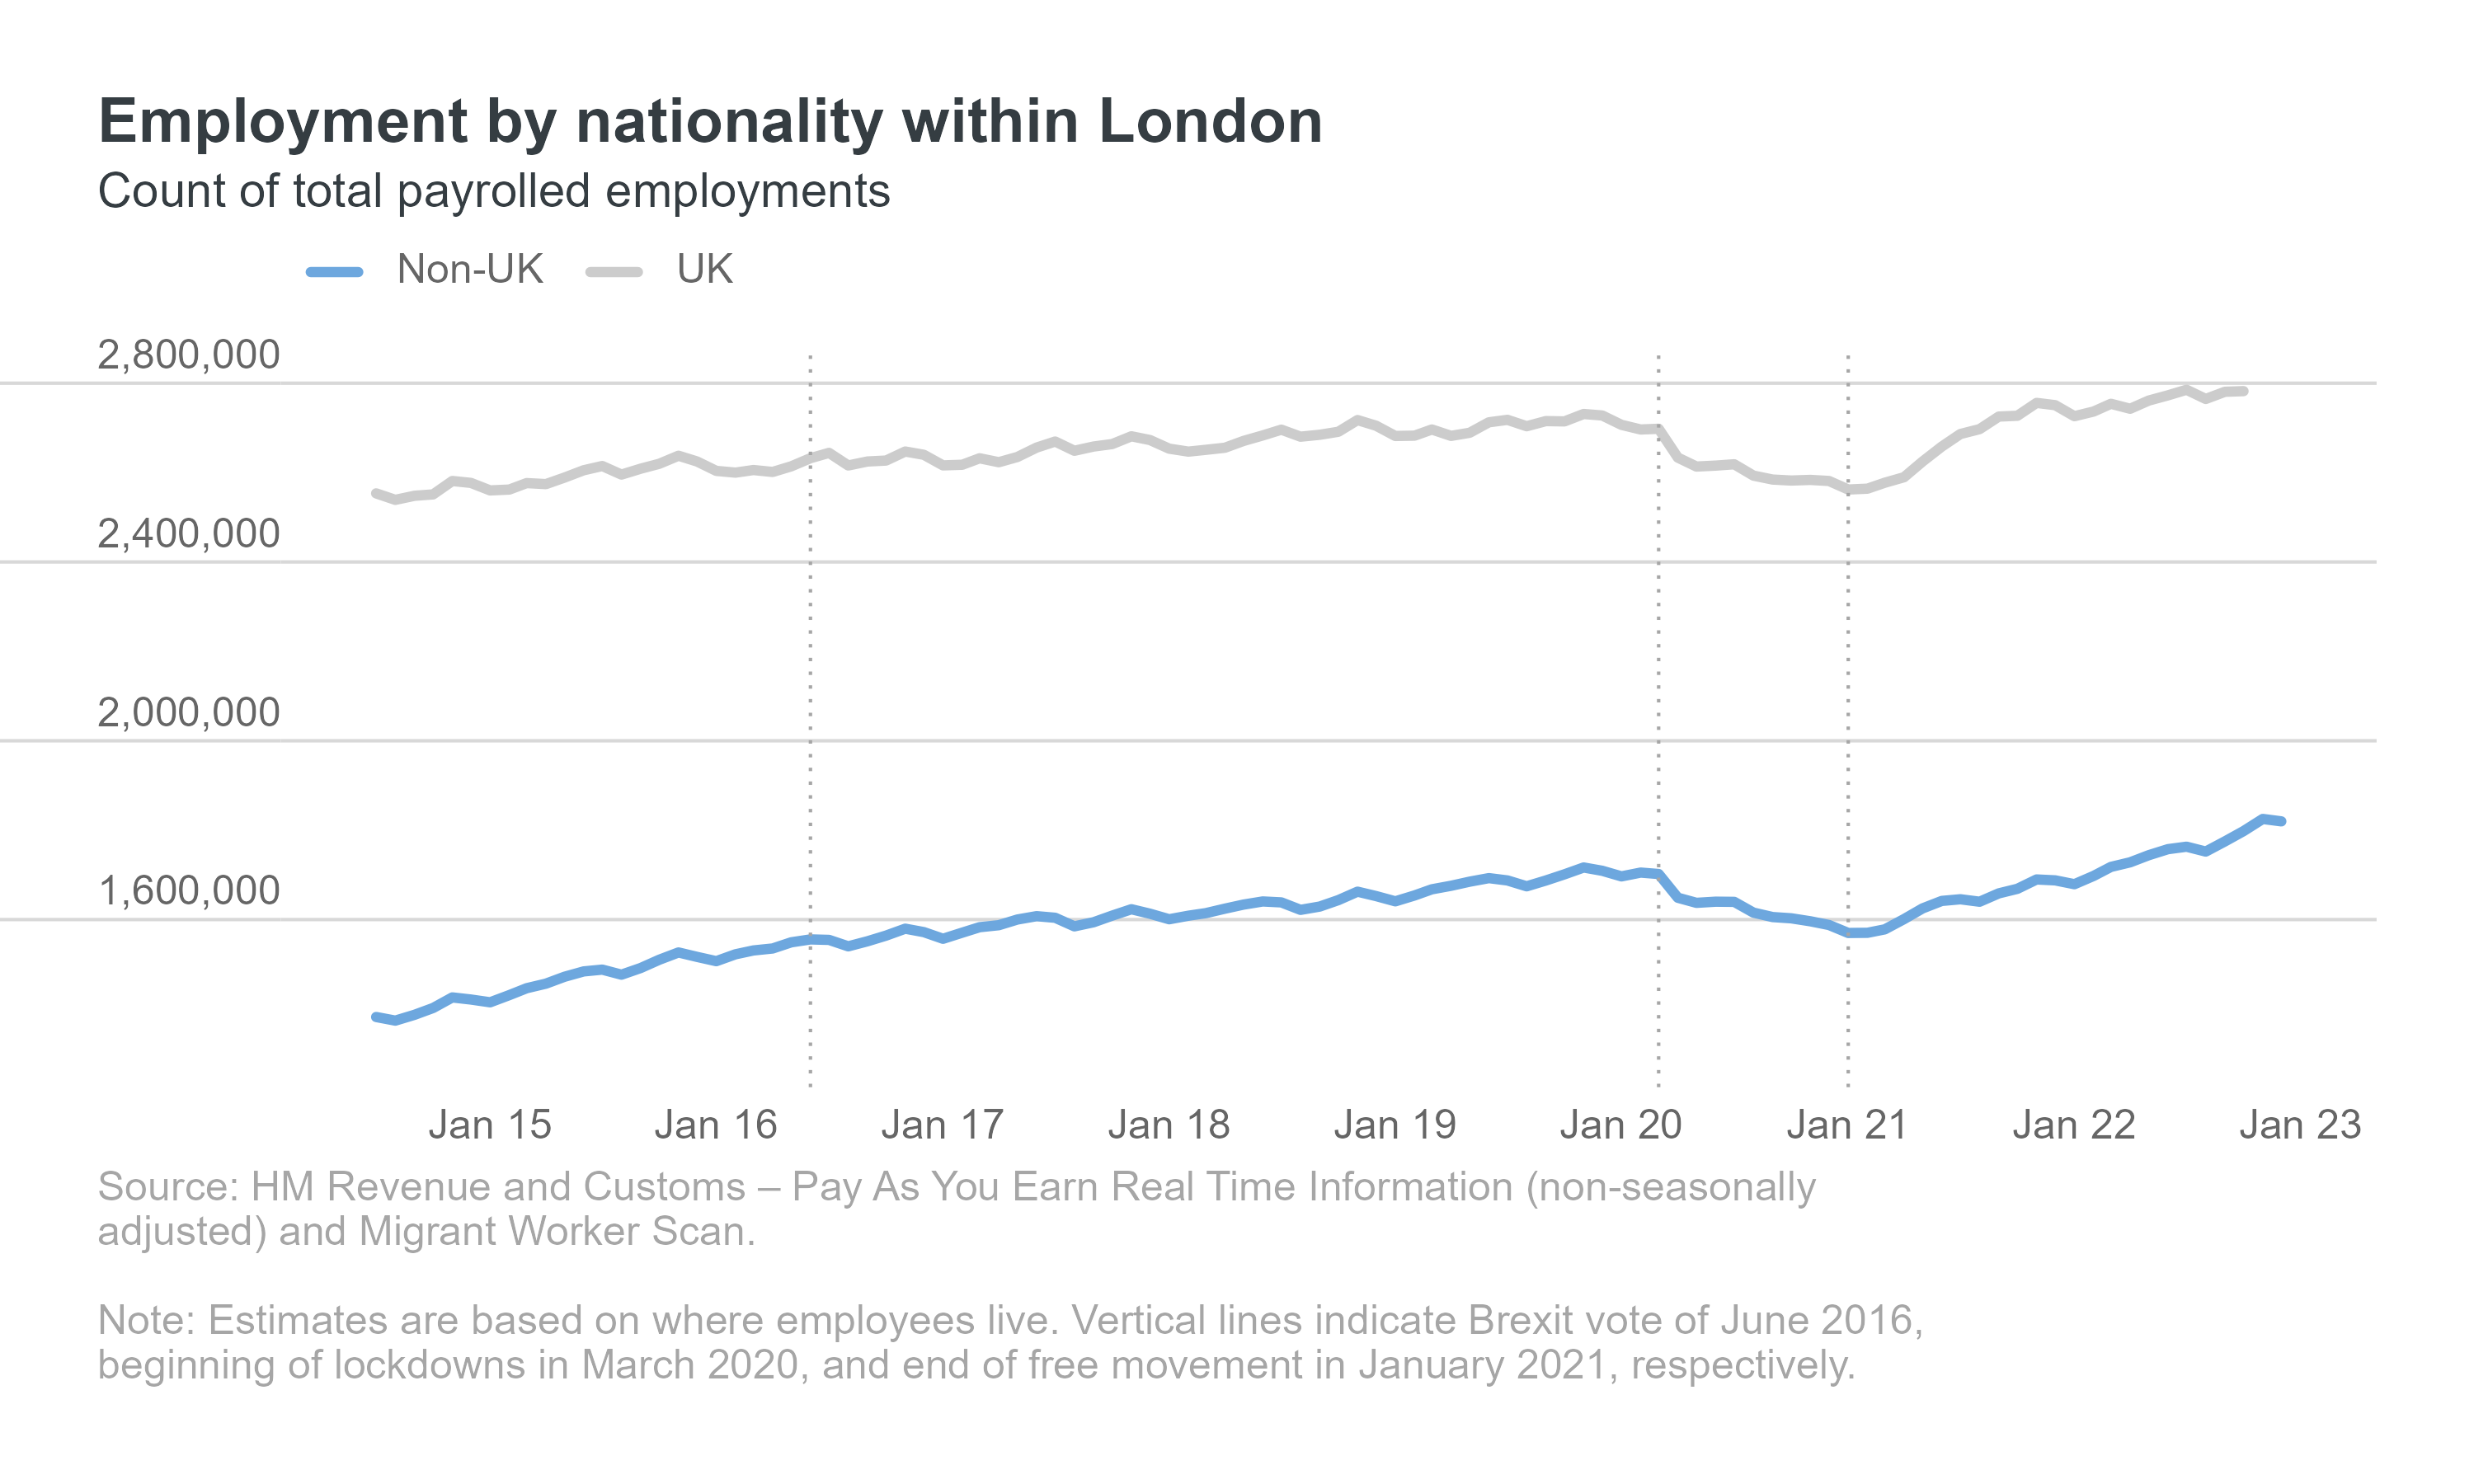 Employment by nationality within London
Count of total payrolled employments
Non-UK UK
2,800,000
2,400,000
2,000,000
1,600,000
Jan 15 Jan 16 Jan 17 Jan 18 Jan 19 Jan 20 Jan 21 Jan 22 Jan 23
Source: HM Revenue and Customs – Pay As You Earn Real Time Information (non-seasonally
adjusted) and Migrant Worker Scan.
Note: Estimates are based on where employees live. Vertical lines indicate Brexit vote of June 2016,
beginning of lockdowns in March 2020, and end of free movement in January 2021, respectively.